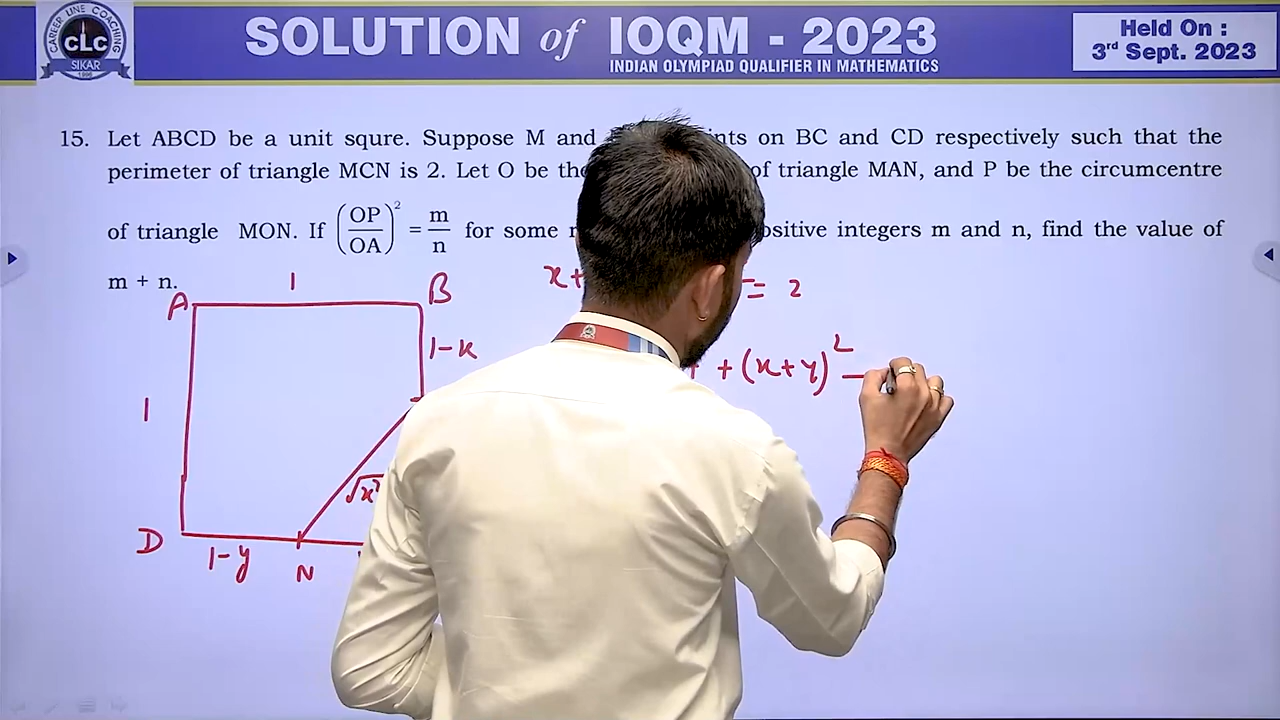 CAREER LINE COACHING
CLC
SIKAR
1996
SOLUTION of IOQM - 2023
INDIAN OLYMPIAD QUALIFIER IN MATHEMATICS
Held On :
3rd Sept. 2023
15. Let ABCD be a unit squre. Suppose M and on BC and CD respectively such that the
perimeter of triangle MCN is 2. Let O be the of triangle MAN, and P be the circumcentre
of triangle MON. If (OP/OA)² = m/n for some positive integers m and n, find the value of
m + n.
x+ = 2
+ (x+y)² –
A 1 B
1-x
1
√x²
D 1-y N